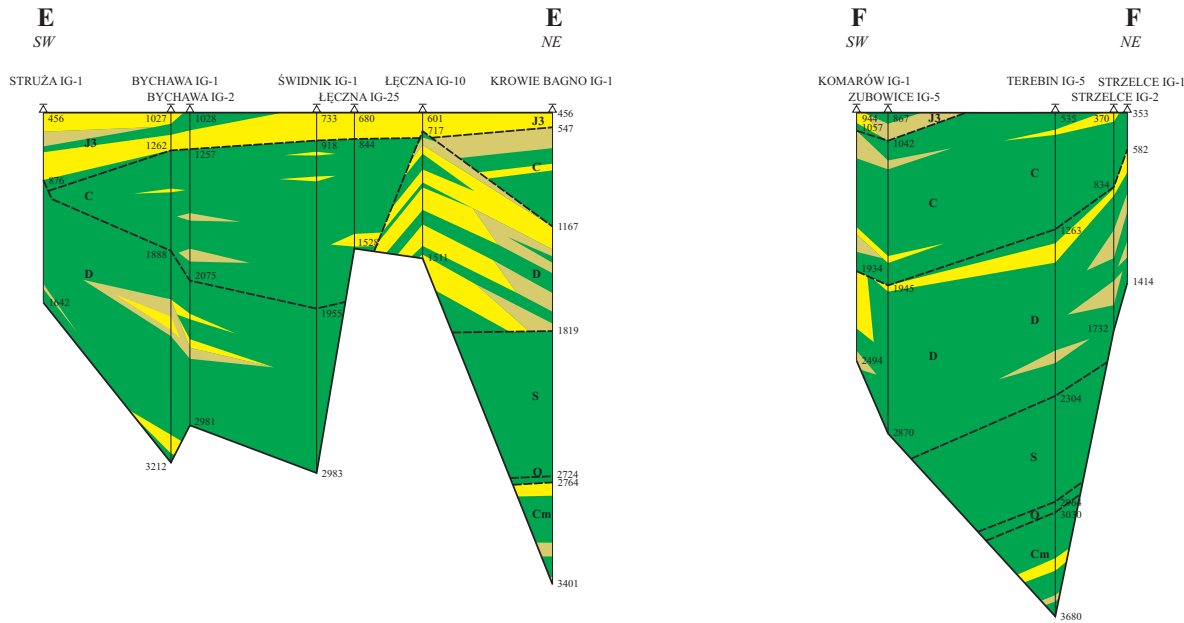 E E
SW NE
STRUŻA IG-1 BYCHAWA IG-1 ŚWIDNIK IG-1 ŁĘCZNA IG-10 KROWIE BAGNO IG-1
BYCHAWA IG-2 ŁĘCZNA IG-25
456 1027 1028 733 680 601 456
717 J3 547
J3 1262 1257 918 844
876 C C
C 1167
1888 1528 1511
D 2075 D
1642 1955 1819
S
2981
3212 2983 O 2724
2764
Cm
3401
F F
SW NE
KOMARÓW IG-1 TEREBIN IG-5 STRZELCE IG-1
ZUBOWICE IG-5 STRZELCE IG-2
944 867 J3 535 370 353
1057 1042 582
C 834
C
1263
1934 1945 1414
D 1732
D
2494 2304
2870 S
2964
O 3030
Cm
3680